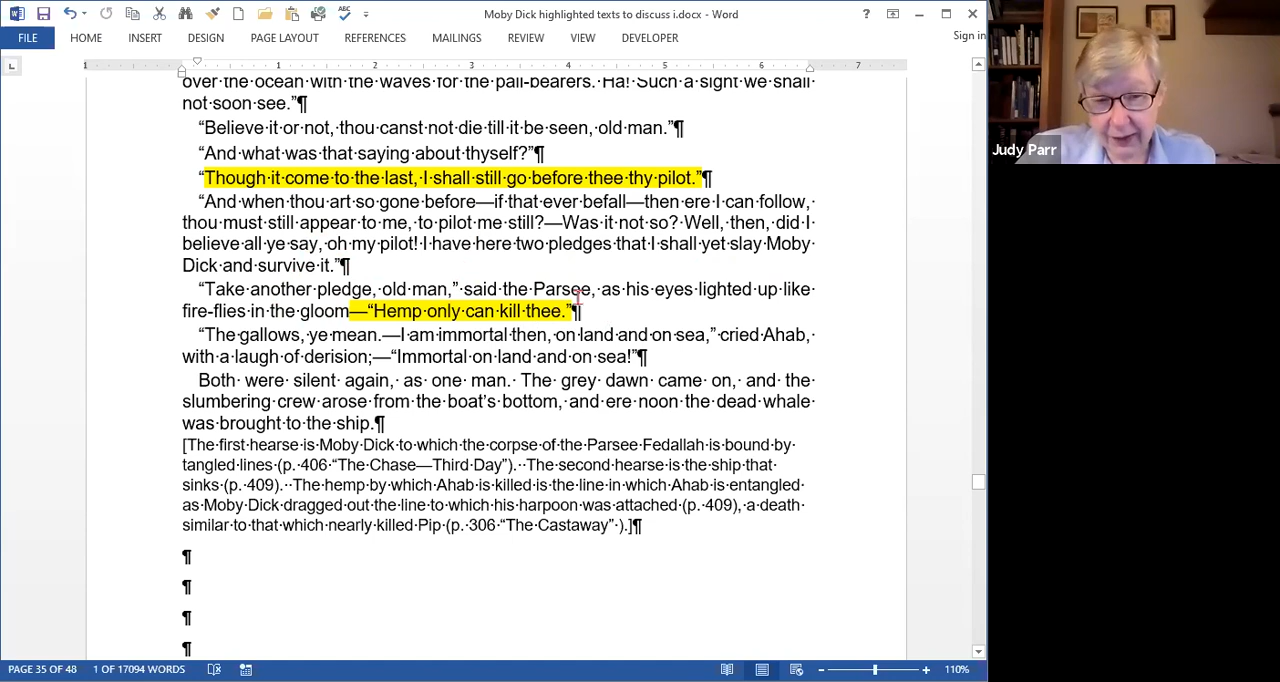 Moby Dick highlighted texts to discuss i.docx - Word
FILE HOME INSERT DESIGN PAGE LAYOUT REFERENCES MAILINGS REVIEW VIEW DEVELOPER Sign in
1 1 2 3 4 5 6 7
over·the·ocean·with·the·waves·for·the·pall-bearers.·Ha!·Such·a·sight·we·shall·
not·soon·see.”¶
“Believe·it·or·not,·thou·canst·not·die·till·it·be·seen,·old·man.”¶
“And·what·was·that·saying·about·thyself?”¶
“Though·it·come·to·the·last,·I·shall·still·go·before·thee·thy·pilot.”¶
“And·when·thou·art·so·gone·before—if·that·ever·befall—then·ere·I·can·follow,·
thou·must·still·appear·to·me,·to·pilot·me·still?—Was·it·not·so?·Well,·then,·did·I·
believe·all·ye·say,·oh·my·pilot!·I·have·here·two·pledges·that·I·shall·yet·slay·Moby·
Dick·and·survive·it.”¶
“Take·another·pledge,·old·man,”·said·the·Parsee,·as·his·eyes·lighted·up·like·
fire-flies·in·the·gloom—“Hemp·only·can·kill·thee.”¶
“The·gallows,·ye·mean.—I·am·immortal·then,·on·land·and·on·sea,”·cried·Ahab,·
with·a·laugh·of·derision;—“Immortal·on·land·and·on·sea!”¶
Both·were·silent·again,·as·one·man.·The·grey·dawn·came·on,·and·the·
slumbering·crew·arose·from·the·boat’s·bottom,·and·ere·noon·the·dead·whale·
was·brought·to·the·ship.¶
[The·first·hearse·is·Moby·Dick·to·which·the·corpse·of·the·Parsee·Fedallah·is·bound·by·
tangled·lines·(p.·406·“The·Chase—Third·Day”).··The·second·hearse·is·the·ship·that·
sinks·(p.·409).··The·hemp·by·which·Ahab·is·killed·is·the·line·in·which·Ahab·is·entangled·
as·Moby·Dick·dragged·out·the·line·to·which·his·harpoon·was·attached·(p.·409),·a·death·
similar·to·that·which·nearly·killed·Pip·(p.·306·“The·Castaway”·).]¶
¶
¶
¶
¶
PAGE 35 OF 48 1 OF 17094 WORDS 110%
Judy Parr